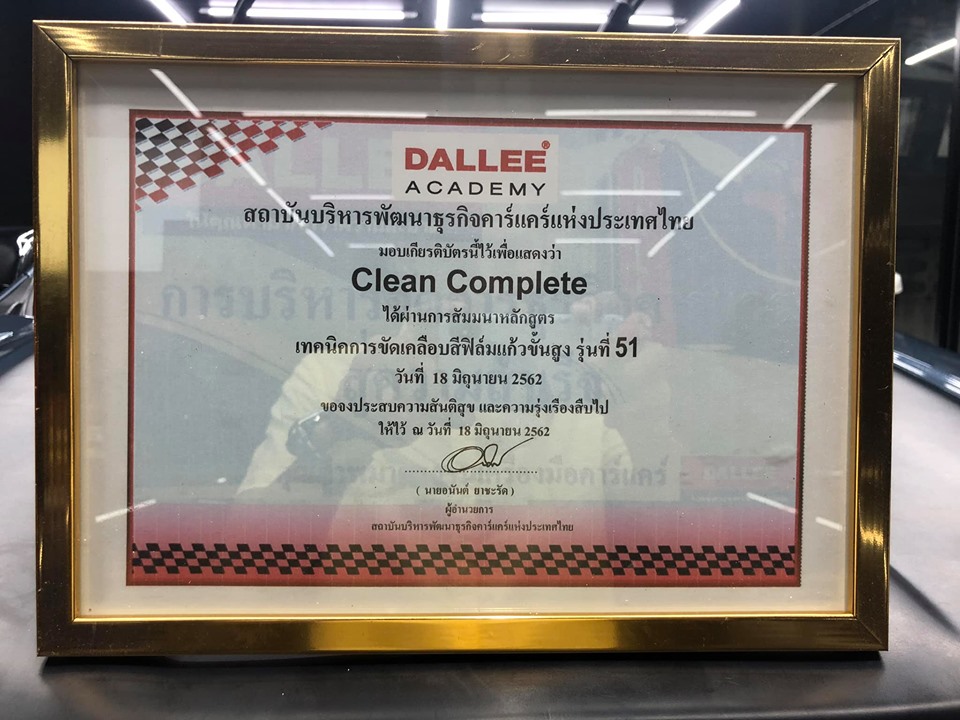 DALLEE®
ACADEMY
สถาบันบริหารพัฒนาธุรกิจคาร์แคร์แห่งประเทศไทย
มอบเกียรติบัตรนี้ไว้เพื่อแสดงว่า
Clean Complete
ได้ผ่านการสัมมนาหลักสูตร
เทคนิคการขัดเคลือบสีฟิล์มแก้วขั้นสูง รุ่นที่ 51
วันที่ 18 มิถุนายน 2562
ขอจงประสบความสันติสุข และความรุ่งเรืองสืบไป
ให้ไว้ ณ วันที่ 18 มิถุนายน 2562
( นายอนันต์ ยาชะรัด )
ผู้อำนวยการ
สถาบันบริหารพัฒนาธุรกิจคาร์แคร์แห่งประเทศไทย